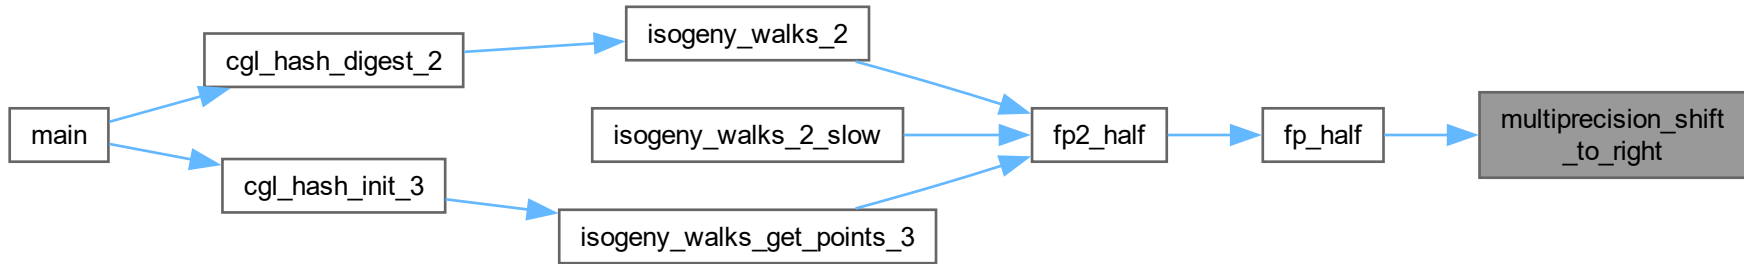 isogeny_walks_2
cgl_hash_digest_2
main
isogeny_walks_2_slow
fp2_half
fp_half
multiprecision_shift
_to_right
cgl_hash_init_3
isogeny_walks_get_points_3